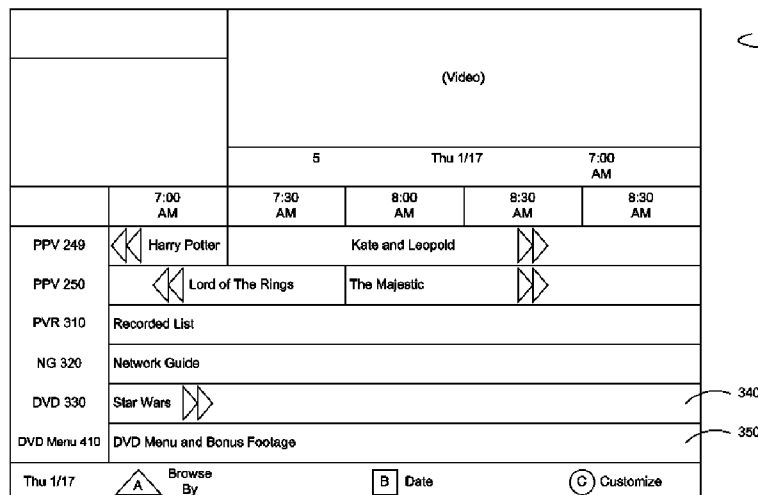 (Video)
5 Thu 1/17 7:00 AM
7:00 AM 7:30 AM 8:00 AM 8:30 AM 8:30 AM
PPV 249 Harry Potter Kate and Leopold
PPV 250 Lord of The Rings The Majestic
PVR 310 Recorded List
NG 320 Network Guide
DVD 330 Star Wars 340
DVD Menu 410 DVD Menu and Bonus Footage 350
Thu 1/17 A Browse By B Date C Customize